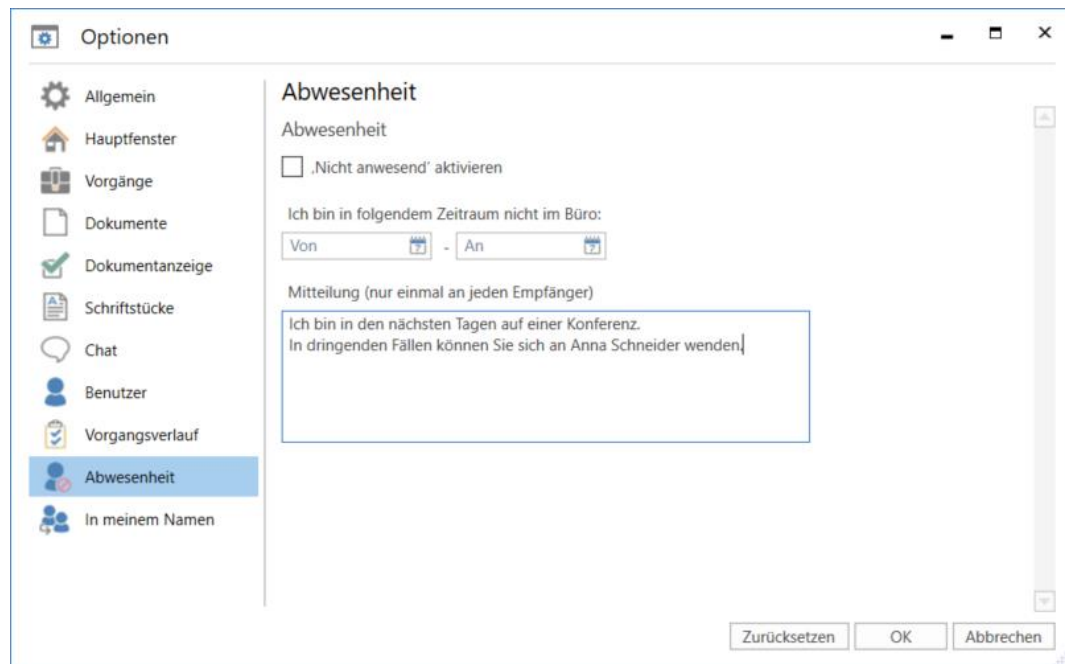 Optionen
Allgemein
Hauptfenster
Vorgänge
Dokumente
Dokumentanzeige
Schriftstücke
Chat
Benutzer
Vorgangsverlauf
Abwesenheit
In meinem Namen
Abwesenheit
Abwesenheit
‚Nicht anwesend‘ aktivieren
Ich bin in folgendem Zeitraum nicht im Büro:
Von - An
Mitteilung (nur einmal an jeden Empfänger)
Ich bin in den nächsten Tagen auf einer Konferenz.
In dringenden Fällen können Sie sich an Anna Schneider wenden.
Zurücksetzen OK Abbrechen